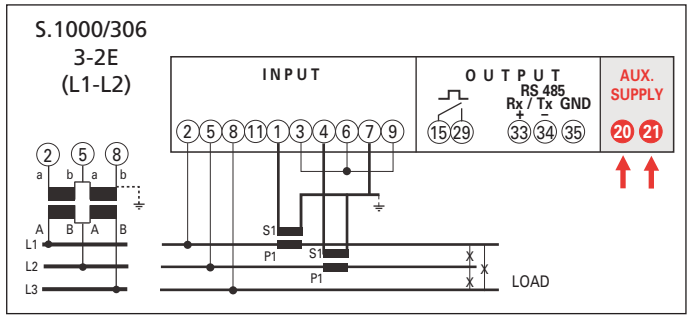 S.1000/306
3-2E
(L1-L2)
INPUT
OUTPUT
RS 485
Rx / Tx GND
+ −
AUX.
SUPPLY
2 5 8 11 1 3 4 6 7 9
15 29 33 34 35
20 21
2 5 8
a b a b
A B A B
S1
P1
S1
P1
L1
L2
L3
X
X
X
LOAD